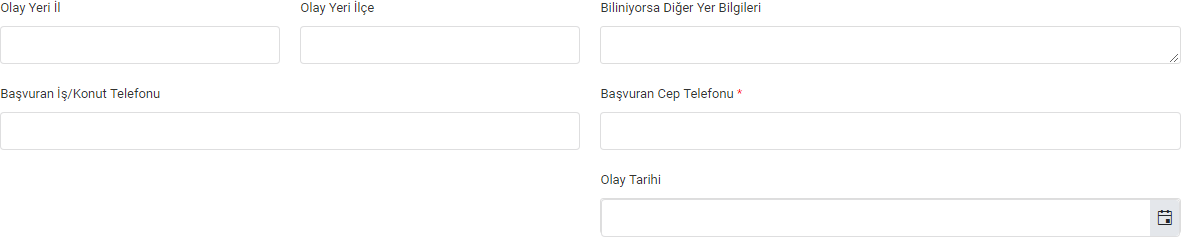 Olay Yeri İl
Olay Yeri İlçe
Biliniyorsa Diğer Yer Bilgileri
Başvuran İş/Konut Telefonu
Başvuran Cep Telefonu *
Olay Tarihi